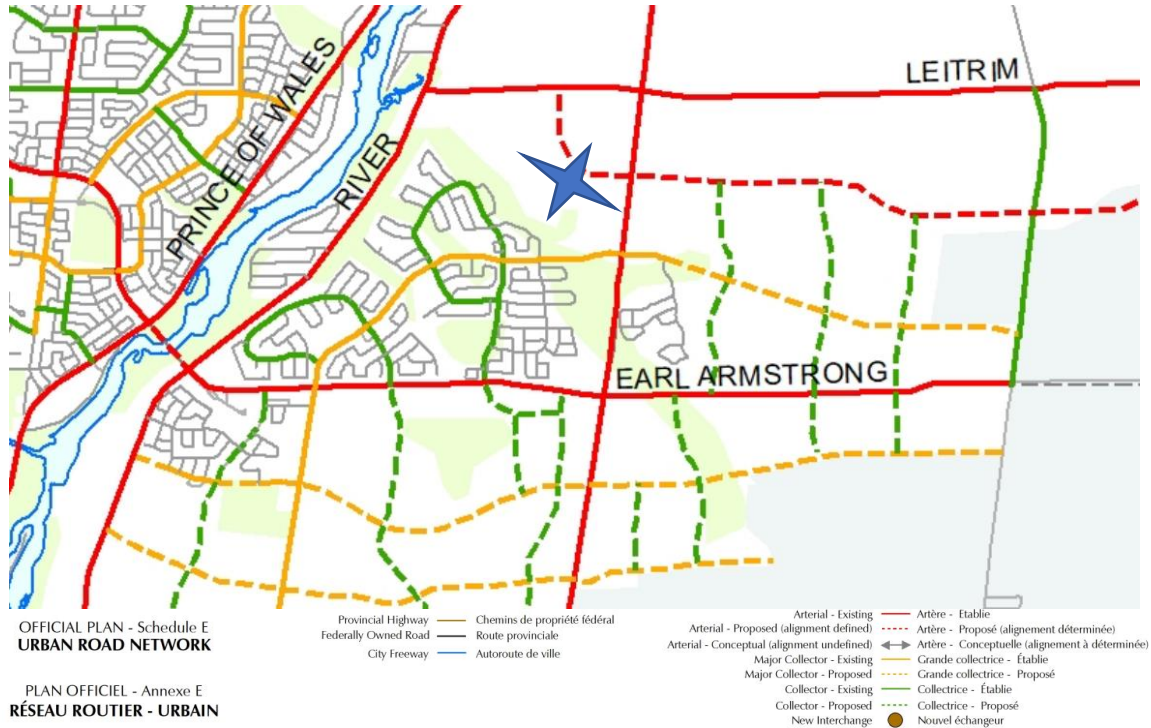 LEITRIM
PRINCE OF WALES
RIVER
EARL ARMSTRONG
OFFICIAL PLAN - Schedule E
URBAN ROAD NETWORK
PLAN OFFICIEL - Annexe E
RÉSEAU ROUTIER - URBAIN
Provincial Highway Chemins de propriété fédéral
Federally Owned Road Route provinciale
City Freeway Autoroute de ville
Arterial - Existing Artère - Établie
Arterial - Proposed (alignment defined) Artère - Proposé (alignement déterminée)
Arterial - Conceptual (alignment undefined) Artère - Conceptuelle (alignement à déterminée)
Major Collector - Existing Grande collectrice - Établie
Major Collector - Proposed Grande collectrice - Proposé
Collector - Existing Collectrice - Établie
Collector - Proposed Collectrice - Proposé
New Interchange Nouvel échangeur